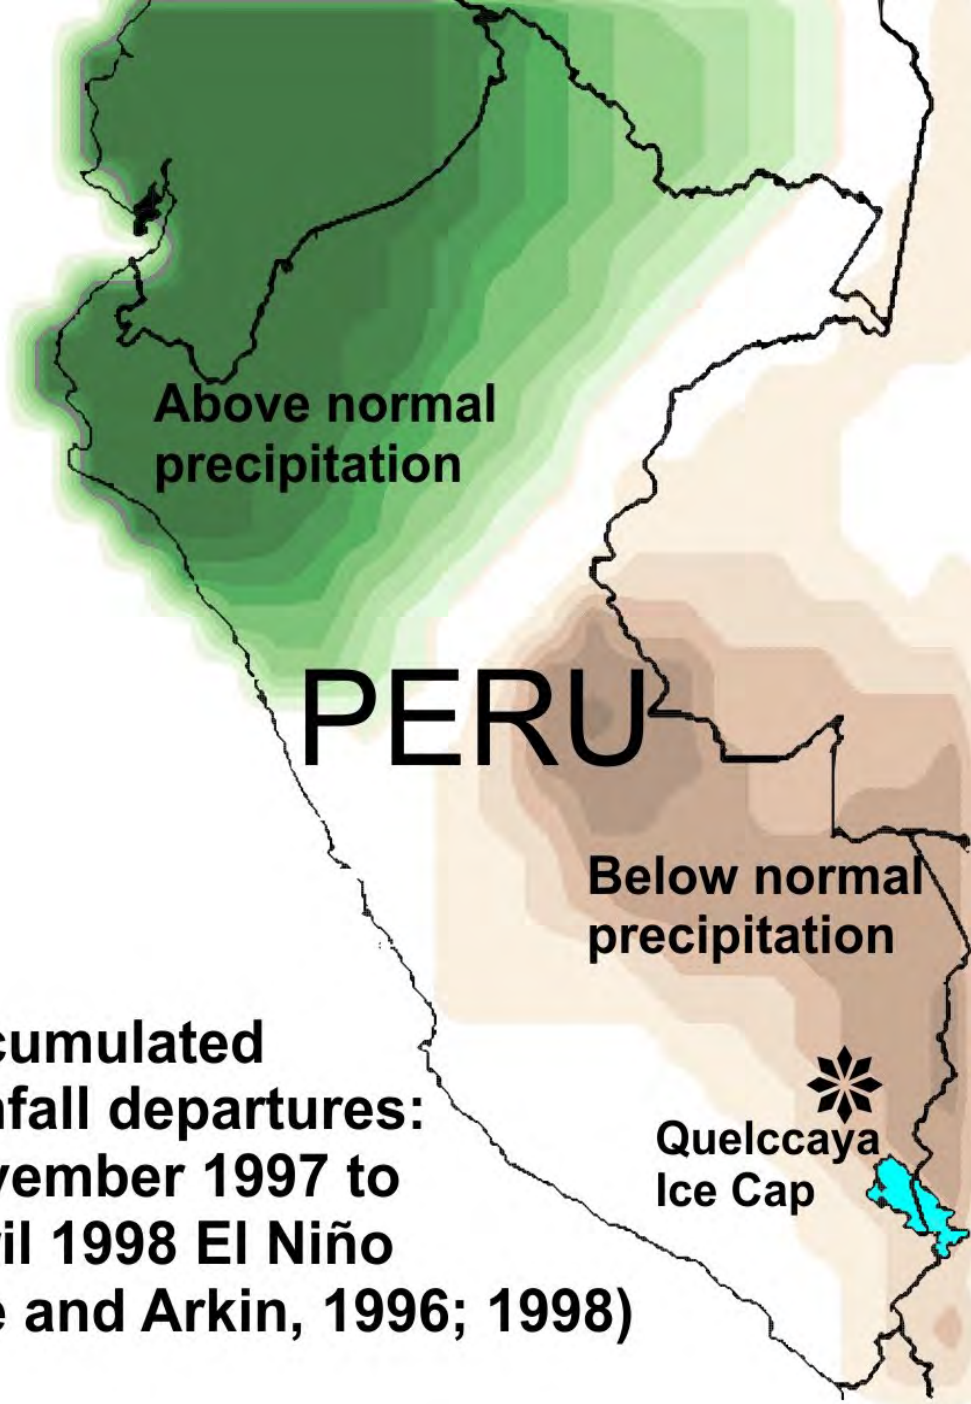 Above normal
precipitation
PERU
Below normal
precipitation
Quelccaya
Ice Cap
cumulated
nfall departures:
vember 1997 to
ril 1998 El Niño
e and Arkin, 1996; 1998)